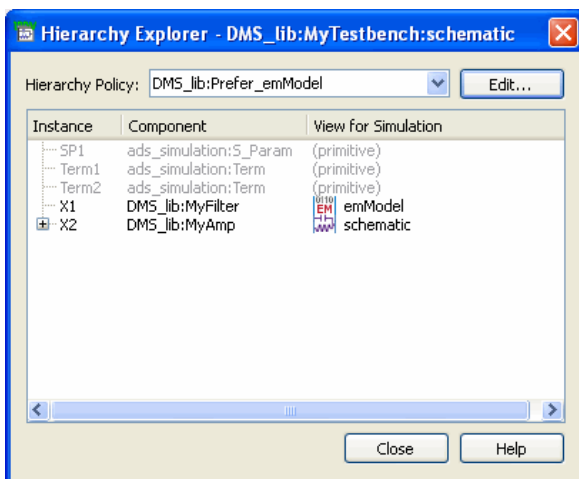 Hierarchy Explorer - DMS_lib:MyTestbench:schematic
Hierarchy Policy: DMS_lib:Prefer_emModel Edit...
Instance Component View for Simulation
SP1 ads_simulation:S_Param (primitive)
Term1 ads_simulation:Term (primitive)
Term2 ads_simulation:Term (primitive)
X1 DMS_lib:MyFilter 0110 EM emModel
X2 DMS_lib:MyAmp schematic
Close Help